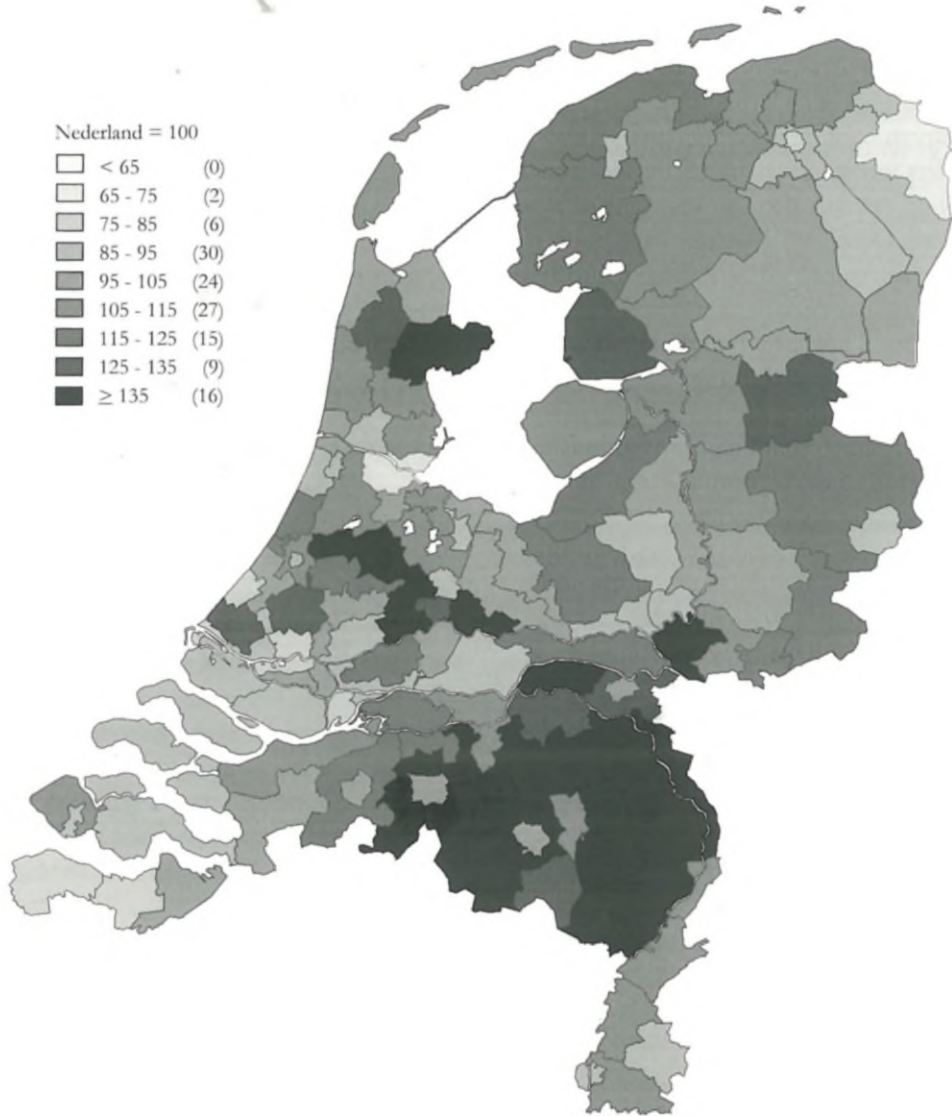 Nederland = 100
< 65 (0)
65 - 75 (2)
75 - 85 (6)
85 - 95 (30)
95 - 105 (24)
105 - 115 (27)
115 - 125 (15)
125 - 135 (9)
≥ 135 (16)